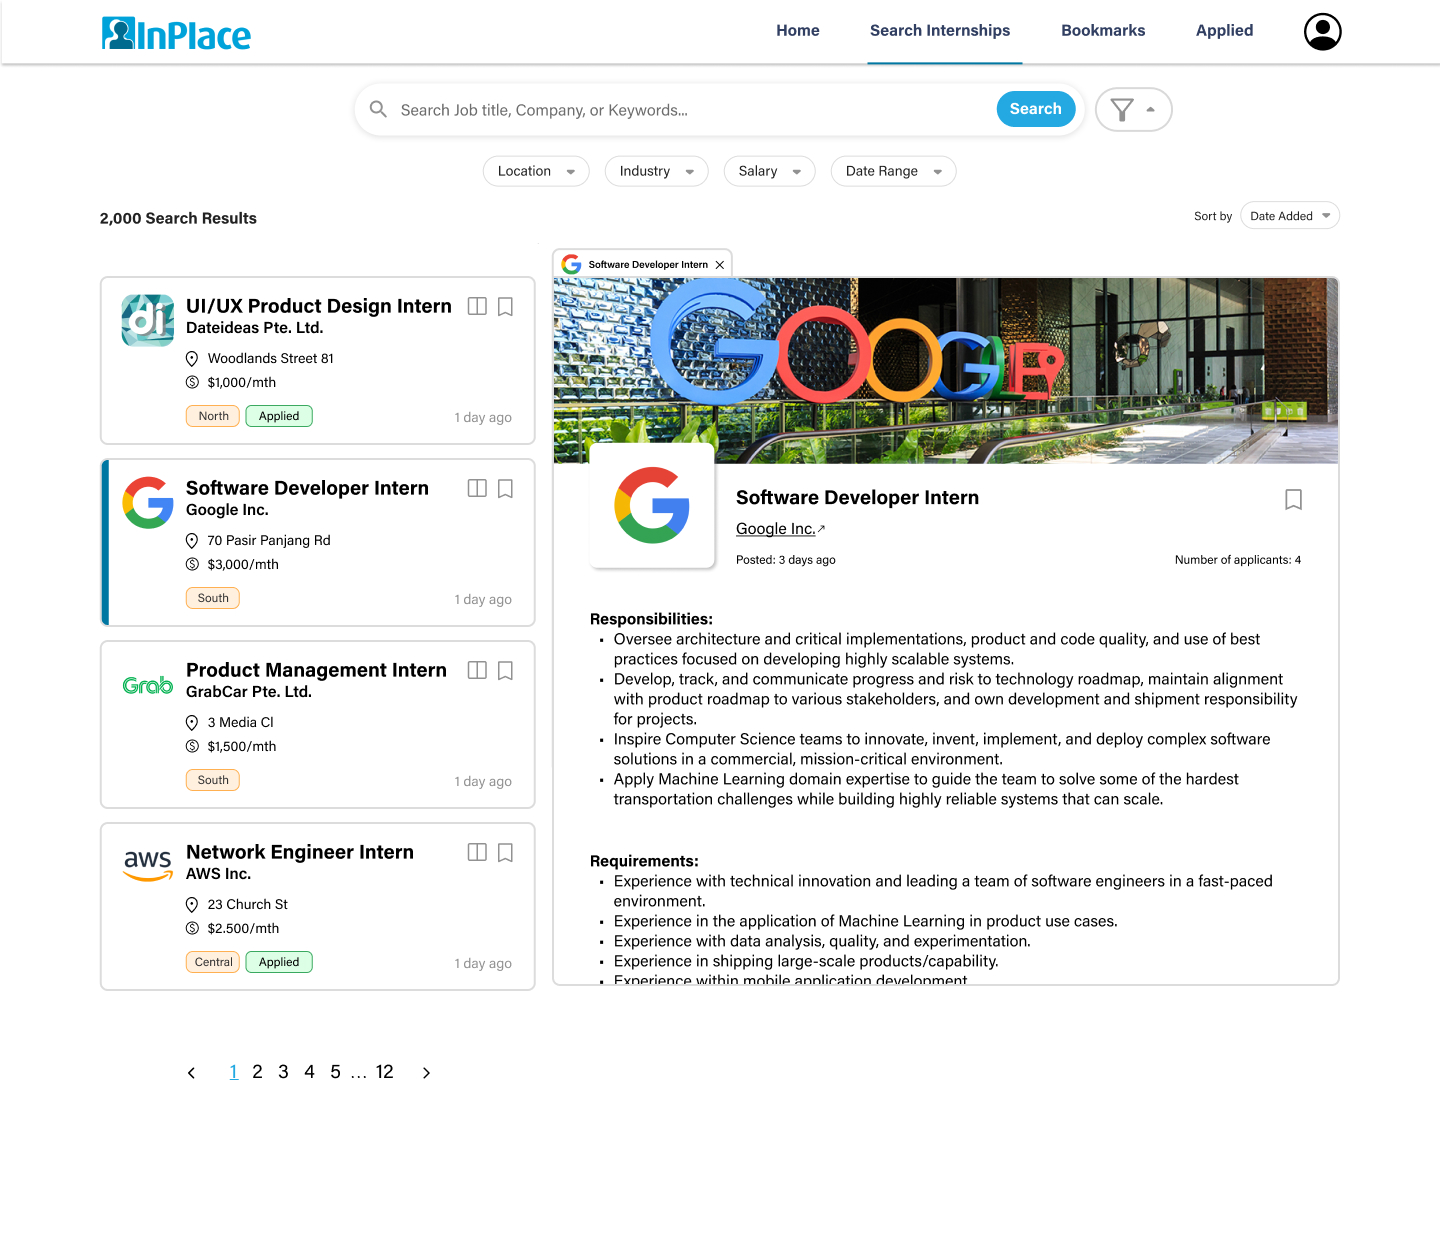 InPlace
Home
Search Internships
Bookmarks
Applied
Search Job title, Company, or Keywords...
Search
Location
Industry
Salary
Date Range
2,000 Search Results
Sort by
Date Added
di
UI/UX Product Design Intern
Dateideas Pte. Ltd.
Woodlands Street 81
$1,000/mth
North
Applied
1 day ago
Software Developer Intern
Google Inc.
70 Pasir Panjang Rd
$3,000/mth
South
1 day ago
Grab
Product Management Intern
GrabCar Pte. Ltd.
3 Media Cl
$1,500/mth
South
1 day ago
aws
Network Engineer Intern
AWS Inc.
23 Church St
$2.500/mth
Central
Applied
1 day ago
< 1 2 3 4 5 ... 12 >
Software Developer Intern
GOOGLE
Software Developer Intern
Google Inc.
Posted: 3 days ago
Number of applicants: 4
Responsibilities:
▪ Oversee architecture and critical implementations, product and code quality, and use of best
practices focused on developing highly scalable systems.
▪ Develop, track, and communicate progress and risk to technology roadmap, maintain alignment
with product roadmap to various stakeholders, and own development and shipment responsibility
for projects.
▪ Inspire Computer Science teams to innovate, invent, implement, and deploy complex software
solutions in a commercial, mission-critical environment.
▪ Apply Machine Learning domain expertise to guide the team to solve some of the hardest
transportation challenges while building highly reliable systems that can scale.
Requirements:
▪ Experience with technical innovation and leading a team of software engineers in a fast-paced
environment.
▪ Experience in the application of Machine Learning in product use cases.
▪ Experience with data analysis, quality, and experimentation.
▪ Experience in shipping large-scale products/capability.
▪ Experience within mobile application development